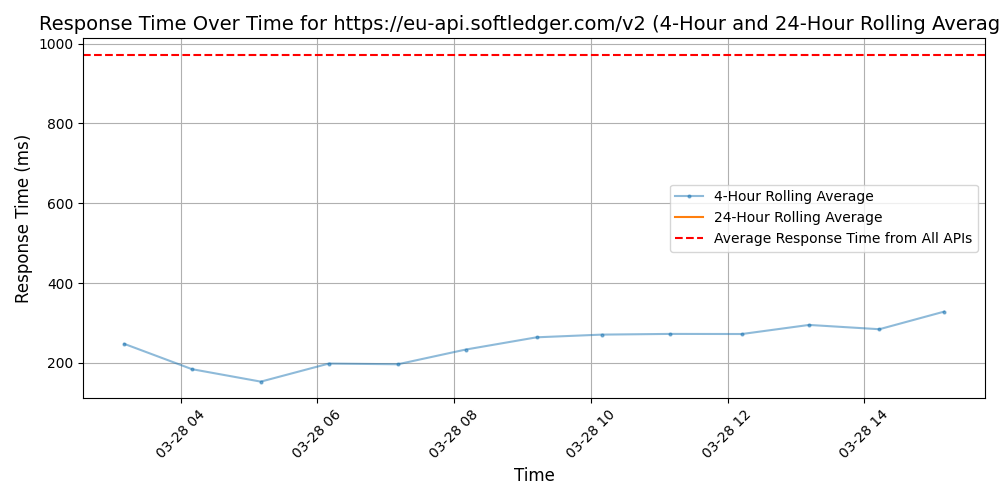 Response Time Over Time for https://eu-api.softledger.com/v2 (4-Hour and 24-Hour Rolling Averag
1000
800
600
400
200
Response Time (ms)
4-Hour Rolling Average
24-Hour Rolling Average
Average Response Time from All APIs
03-28 04
03-28 06
03-28 08
03-28 10
03-28 12
03-28 14
Time